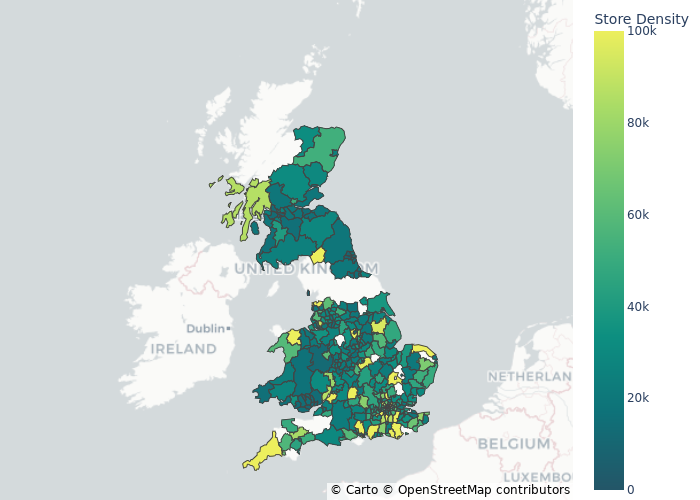 Store Density
100k
80k
60k
40k
20k
0
UNITED KINGDOM
Dublin
IRELAND
NETHERLAN
BELGIUM
LUXEMBO
© Carto © OpenStreetMap contributors